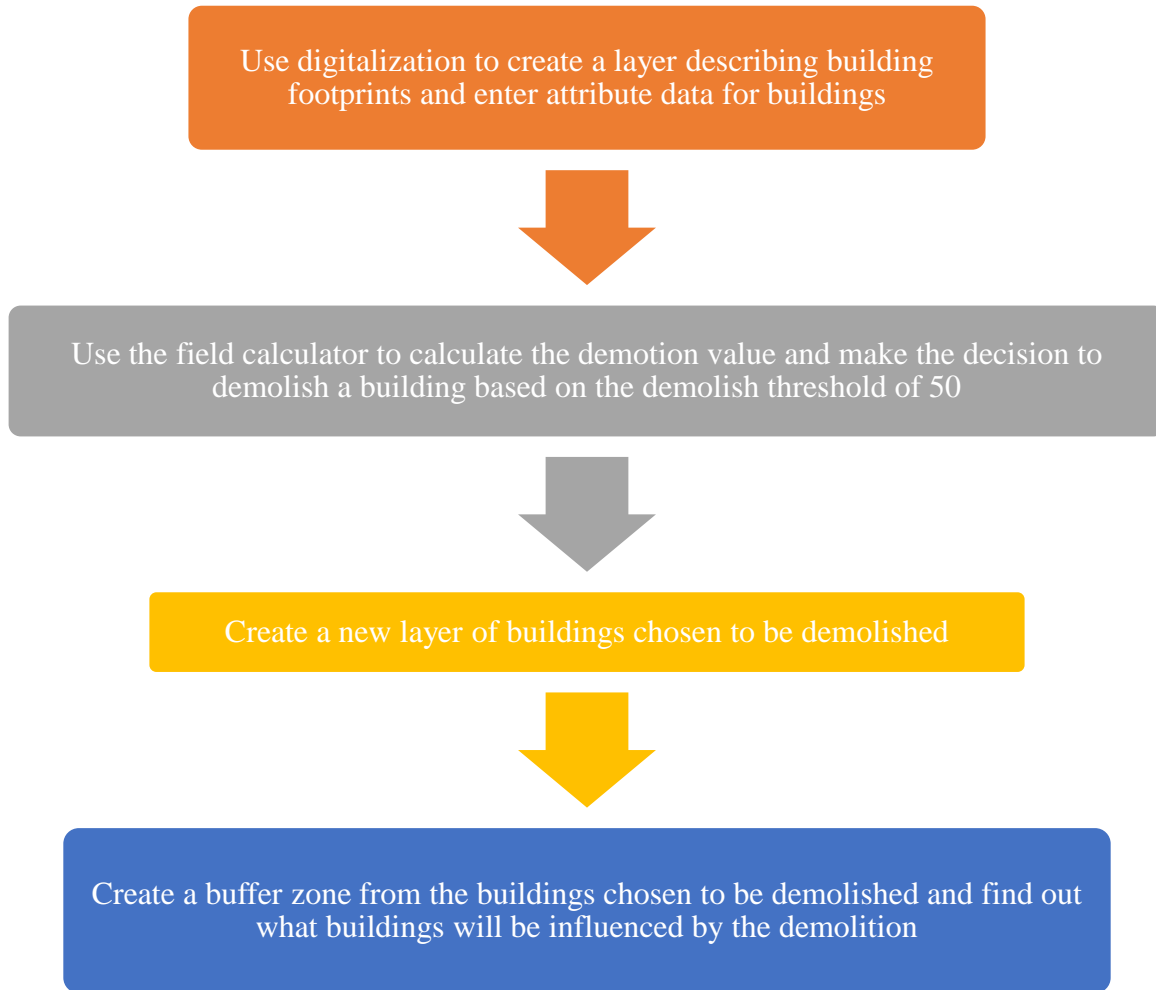 Use digitalization to create a layer describing building
footprints and enter attribute data for buildings
Use the field calculator to calculate the demotion value and make the decision to
demolish a building based on the demolish threshold of 50
Create a new layer of buildings chosen to be demolished
Create a buffer zone from the buildings chosen to be demolished and find out
what buildings will be influenced by the demolition